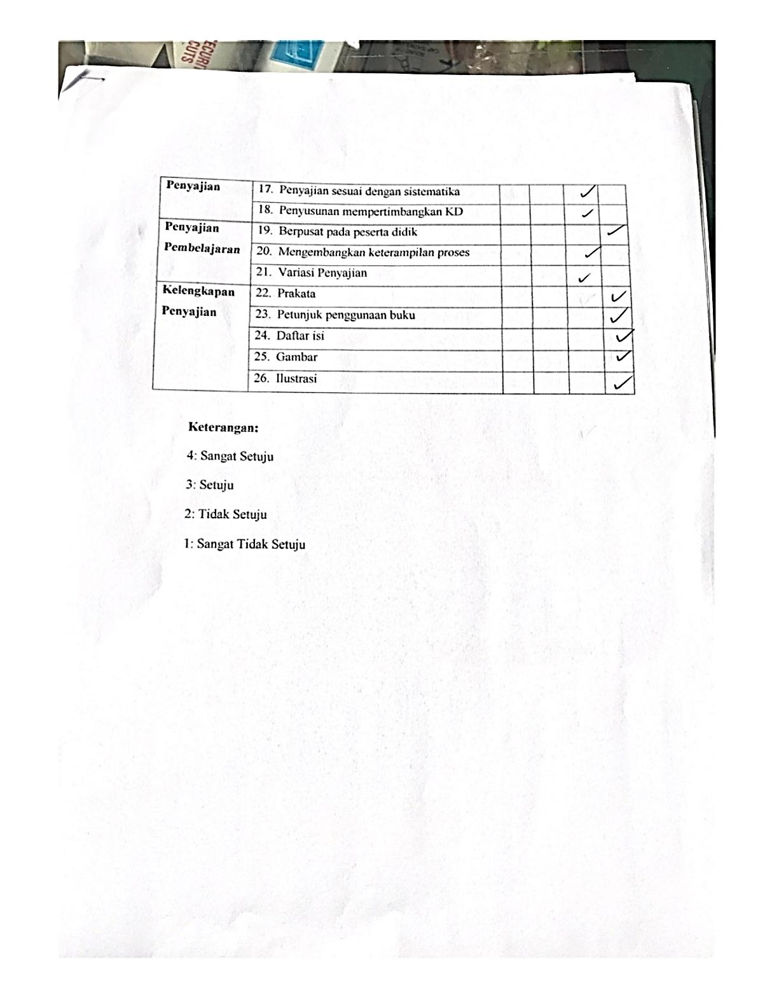 ECURI
CUTS
Penyajian 17. Penyajian sesuai dengan sistematika ✓
18. Penyusunan mempertimbangkan KD ✓
Penyajian 19. Berpusat pada peserta didik ✓
Pembelajaran 20. Mengembangkan keterampilan proses ✓
21. Variasi Penyajian ✓
Kelengkapan 22. Prakata ✓
Penyajian 23. Petunjuk penggunaan buku ✓
24. Daftar isi ✓
25. Gambar ✓
26. Ilustrasi ✓
Keterangan:
4: Sangat Setuju
3: Setuju
2: Tidak Setuju
1: Sangat Tidak Setuju